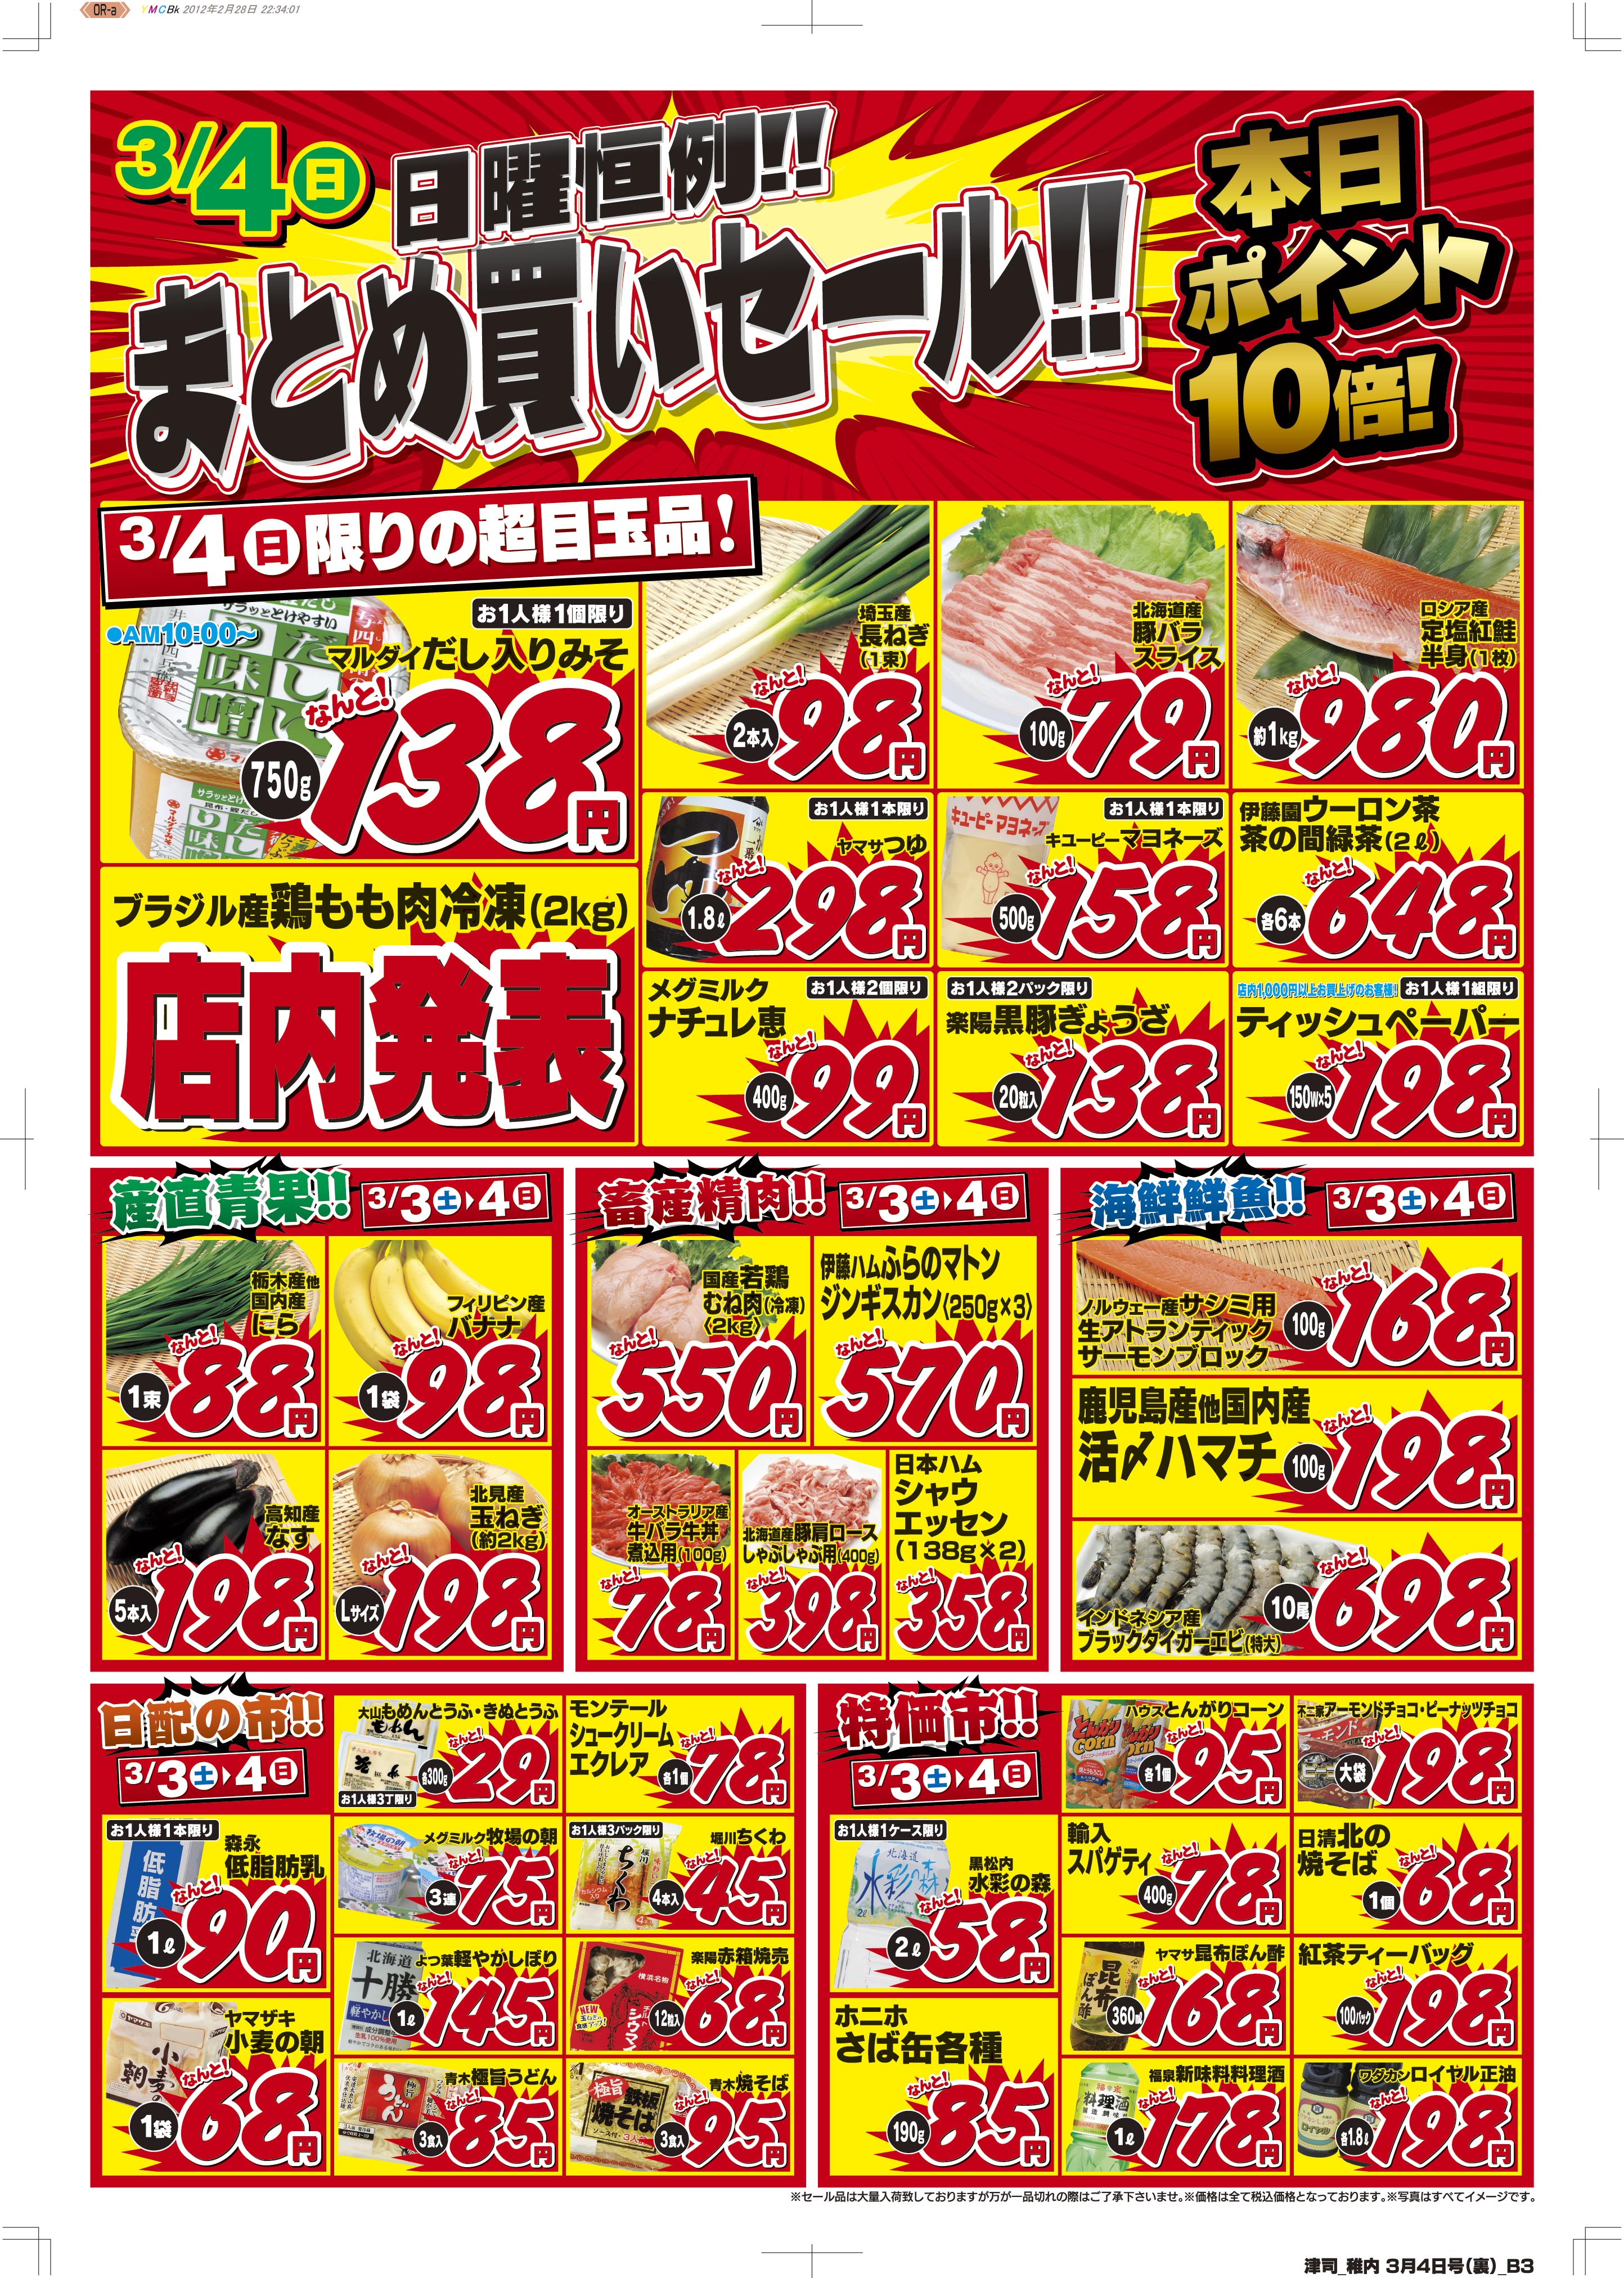 OR-a YMCBk 2012年2月28日 22:34:01
3/4日
日曜恒例!!
まとめ買いセール!!
本日
ポイント
10倍!
3/4日限りの超目玉品!
●AM10:00~
お1人様1個限り
マルダイだし入りみそ
なんと!
750g 138円
ブラジル産鶏もも肉冷凍(2kg)
店内発表
埼玉産
長ねぎ
(1束)
なんと!
2本入 98円
北海道産
豚バラ
スライス
なんと!
100g 79円
ロシア産
定塩紅鮭
半身(1枚)
なんと!
約1kg 980円
お1人様1本限り
ヤマサつゆ
なんと!
1.8ℓ 298円
お1人様1本限り
キユーピーマヨネーズ
なんと!
500g 158円
伊藤園ウーロン茶
茶の間緑茶(2ℓ)
なんと!
各6本 648円
メグミルク
ナチュレ恵
お1人様2個限り
なんと!
400g 99円
お1人様2パック限り
楽陽黒豚ぎょうざ
なんと!
20粒入 138円
店内1,000円以上お買上げのお客様!! お1人様1組限り
ティッシュペーパー
なんと!
150W×5 198円
産直青果!! 3/3土▶4日
栃木産他
国内産
にら
なんと!
1束 88円
フィリピン産
バナナ
なんと!
1袋 98円
高知産
なす
なんと!
5本入 198円
北見産
玉ねぎ
(約2kg)
なんと!
Lサイズ 198円
畜産精肉!! 3/3土▶4日
国産若鶏
むね肉(冷凍)
〈2kg〉
なんと!
550円
伊藤ハムふらのマトン
ジンギスカン〈250g×3〉
なんと!
570円
オーストラリア産
牛バラ牛丼
煮込用(100g)
なんと!
78円
北海道産豚肩ロース
しゃぶしゃぶ用(400g)
なんと!
398円
日本ハム
シャウ
エッセン
(138g×2)
なんと!
358円
海鮮鮮魚!! 3/3土▶4日
ノルウェー産サシミ用
生アトランティック
サーモンブロック
なんと!
100g 168円
鹿児島産他国内産
活〆ハマチ
なんと!
100g 198円
インドネシア産
ブラックタイガーエビ(特大)
なんと!
10尾 698円
日配の市!!
3/3土▶4日
大山もめんとうふ・きぬとうふ
なんと!
各300g 29円
お1人様3丁限り
モンテール
シュークリーム
エクレア
なんと!
各1個 78円
お1人様1本限り
森永
低脂肪乳
なんと!
1ℓ 90円
メグミルク牧場の朝
なんと!
3連 75円
お1人様3パック限り
堀川ちくわ
なんと!
4本入 45円
よつ葉軽やかしぼり
なんと!
1ℓ 145円
楽陽赤箱焼売
なんと!
12粒入 68円
ヤマザキ
小麦の朝
なんと!
1袋 68円
青木極旨うどん
なんと!
3食入 85円
青木焼そば
なんと!
3食入 95円
特価市!!
3/3土▶4日
ハウスとんがりコーン
なんと!
各1個 95円
不二家アーモンドチョコ・ピーナッツチョコ
なんと!
大袋 198円
お1人様1ケース限り
黒松内
水彩の森
なんと!
2ℓ 58円
輸入
スパゲティ
なんと!
400g 78円
日清北の
焼そば
なんと!
1個 68円
ヤマサ昆布ぽん酢
なんと!
360㎖ 168円
紅茶ティーバッグ
なんと!
100パック 198円
ホニホ
さば缶各種
なんと!
190g 85円
福泉新味料料理酒
なんと!
1ℓ 178円
ワダカンロイヤル正油
なんと!
各1.8ℓ 198円
※セール品は大量入荷致しておりますが万が一品切れの際はご了承下さいませ。※価格は全て税込価格となっております。※写真はすべてイメージです。
津司_稚内 3月4日号(裏)_B3